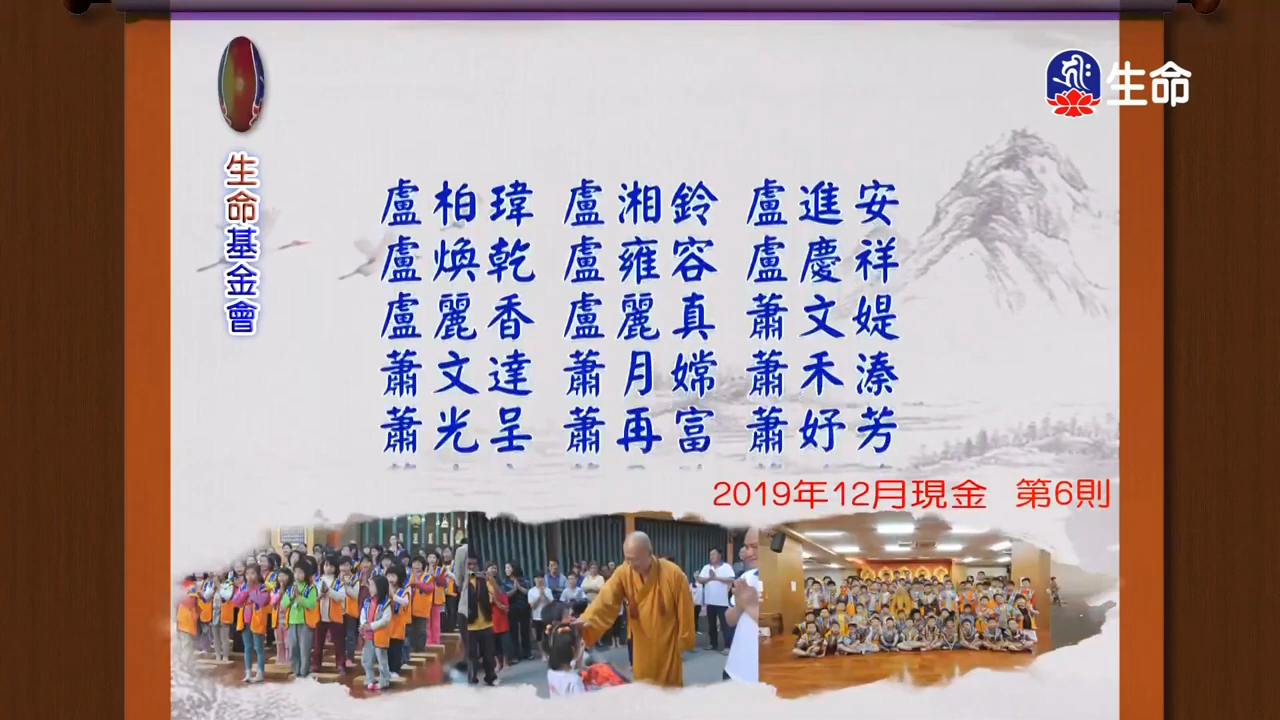 生命
生命基金會
盧柏瑋 盧湘鈴 盧進安
盧煥乾 盧雍容 盧慶祥
盧麗香 盧麗真 蕭文媞
蕭文達 蕭月嫦 蕭禾溱
蕭光呈 蕭再富 蕭妤芳
2019年12月現金 第6則